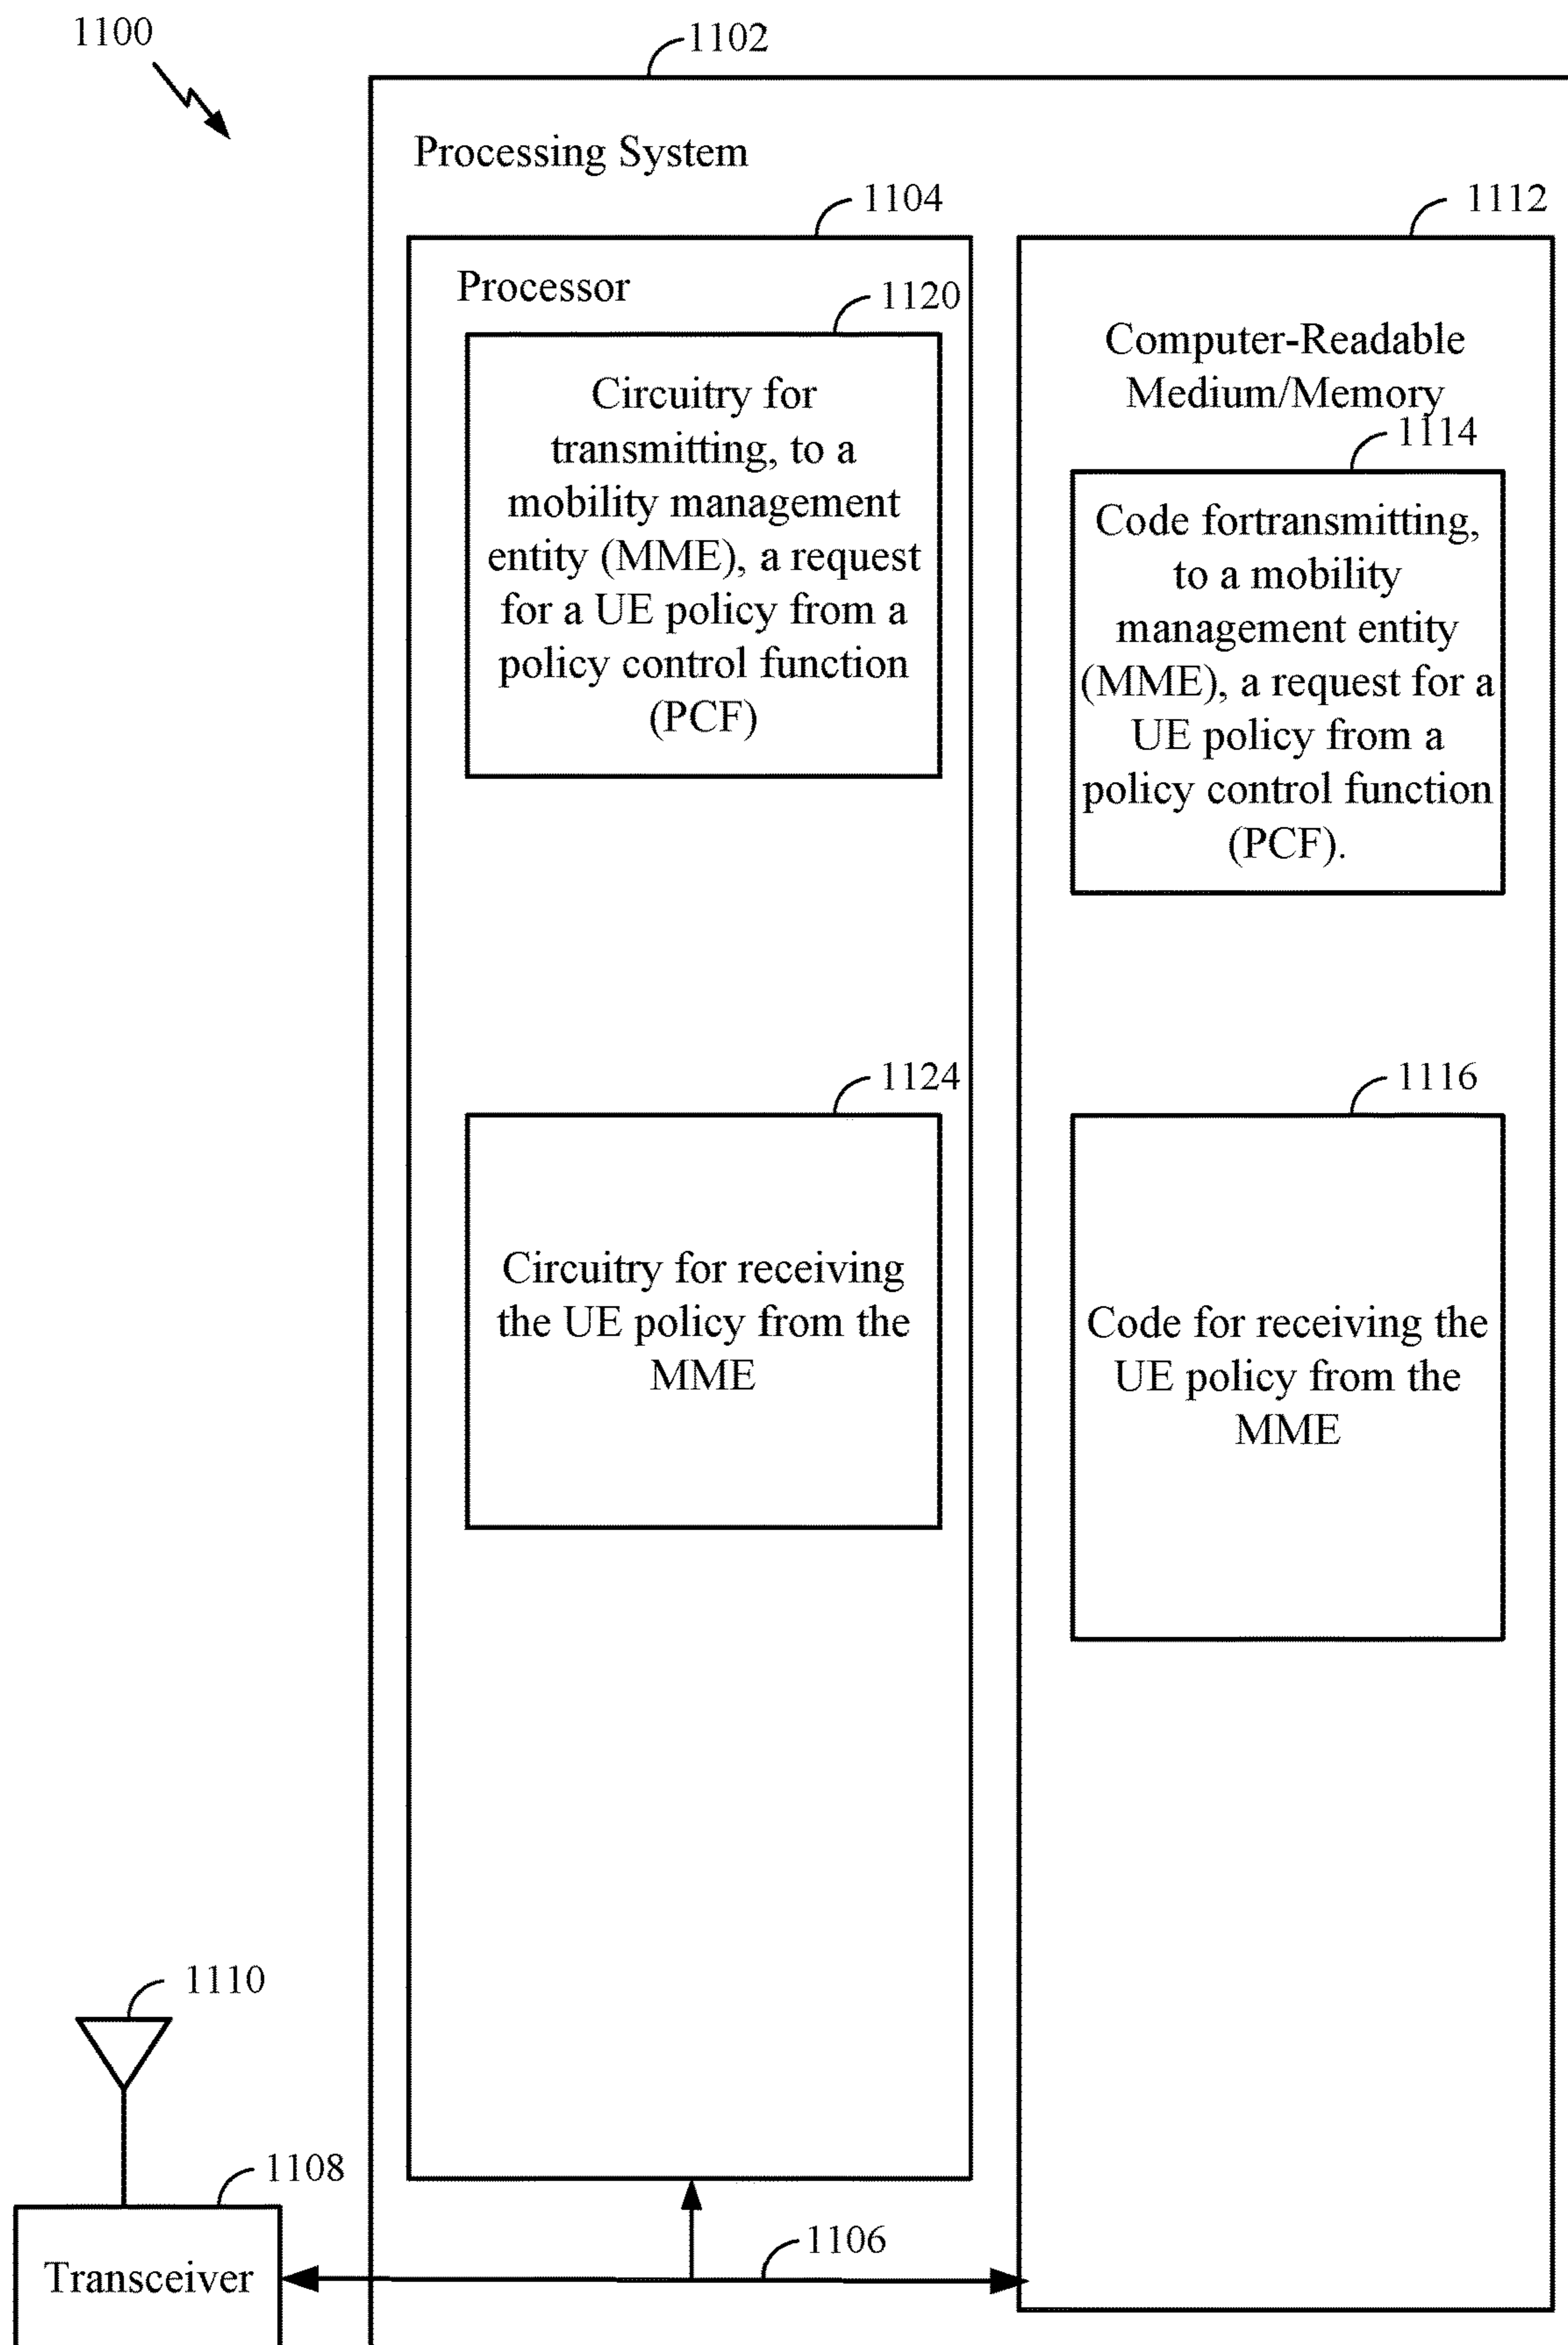 1100
1102
Processing System
1104
1112
Processor
1120
Circuitry for
transmitting, to a
mobility management
entity (MME), a request
for a UE policy from a
policy control function
(PCF)
Computer-Readable
Medium/Memory
1114
Code fortransmitting,
to a mobility
management entity
(MME), a request for a
UE policy from a
policy control function
(PCF).
1124
Circuitry for receiving
the UE policy from the
MME
1116
Code for receiving the
UE policy from the
MME
1110
1108
Transceiver
1106